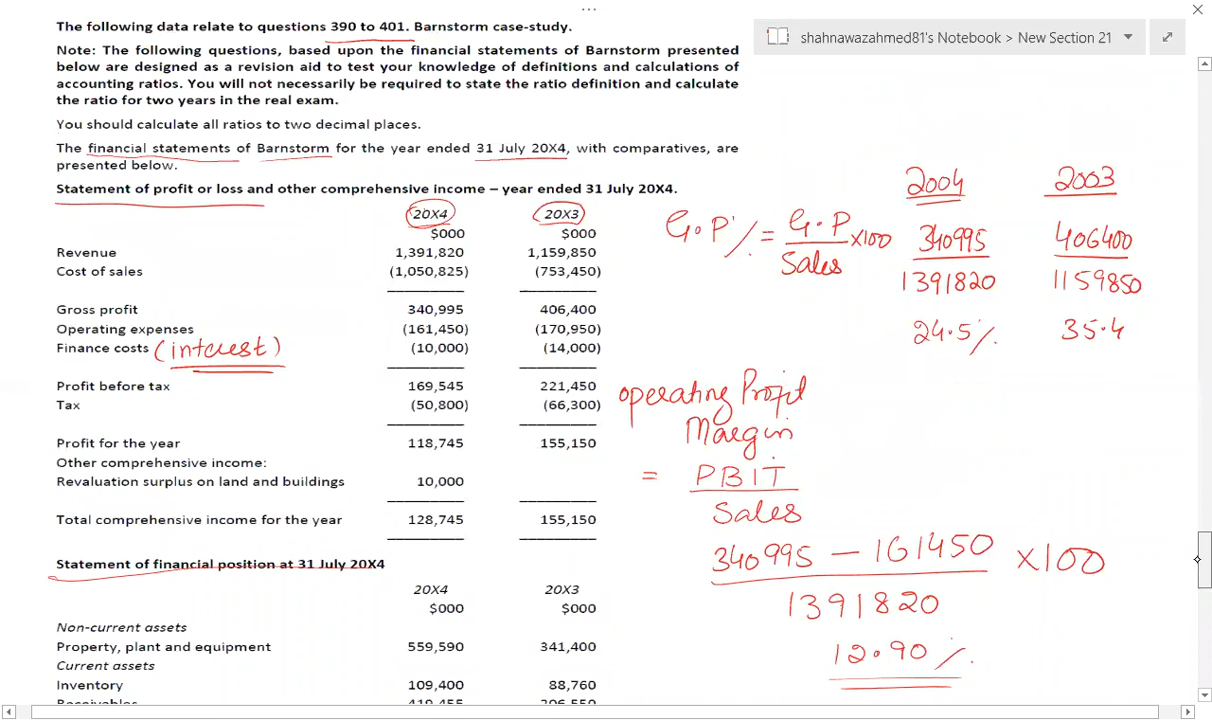 The following data relate to questions 390 to 401. Barnstorm case-study.
Note: The following questions, based upon the financial statements of Barnstorm presented
below are designed as a revision aid to test your knowledge of definitions and calculations of
accounting ratios. You will not necessarily be required to state the ratio definition and calculate
the ratio for two years in the real exam.
You should calculate all ratios to two decimal places.
The financial statements of Barnstorm for the year ended 31 July 20X4, with comparatives, are
presented below.
Statement of profit or loss and other comprehensive income – year ended 31 July 20X4.
20X4 20X3
$000 $000
Revenue 1,391,820 1,159,850
Cost of sales (1,050,825) (753,450)
Gross profit 340,995 406,400
Operating expenses (161,450) (170,950)
Finance costs (interest) (10,000) (14,000)
Profit before tax 169,545 221,450
Tax (50,800) (66,300)
Profit for the year 118,745 155,150
Other comprehensive income:
Revaluation surplus on land and buildings 10,000
Total comprehensive income for the year 128,745 155,150
Statement of financial position at 31 July 20X4
20X4 20X3
$000 $000
Non-current assets
Property, plant and equipment 559,590 341,400
Current assets
Inventory 109,400 88,760
Receivables 419,455 206,550
shahnawazahmed81's Notebook > New Section 21
2004 2003
G.P % = G.P ×100 340995 406400
Sales 1391820 1159850
24.5% 35.4
operating Profit
Margin
= PBIT
Sales
340995 – 161450 ×100
1391820
12.90 %